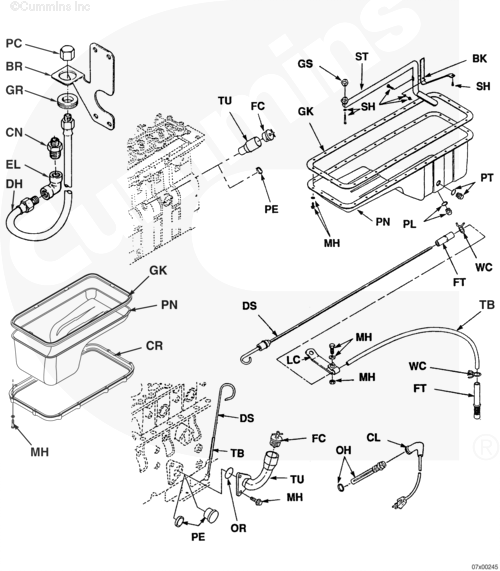 © Cummins Inc
Cummins
PC
BR
GR
CN
EL
DH
TU
FC
PE
GS
ST
BK
SH
SH
GK
PT
PN
PL
MH
GK
PN
CR
MH
DS
WC
FT
TB
MH
LC
MH
WC
FT
DS
TB
FC
TU
MH
OR
PE
OH
CL
®
07x00245